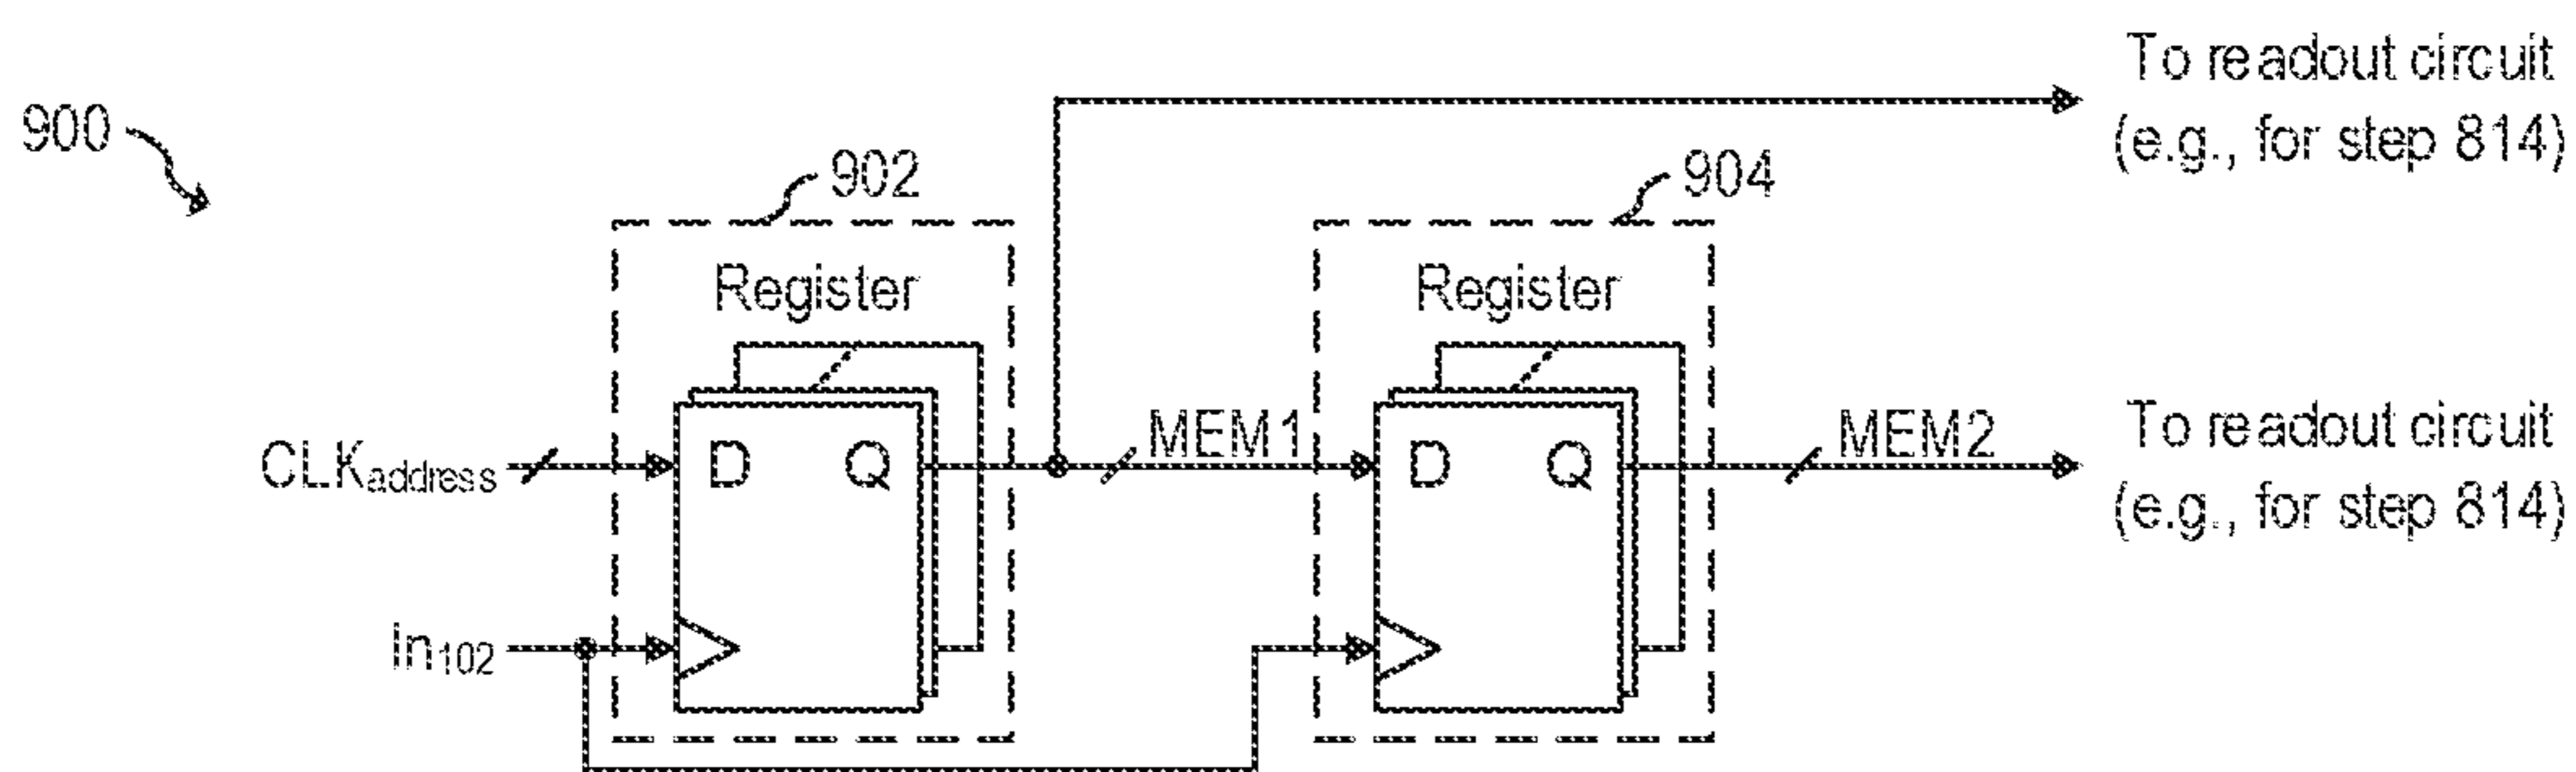 To readout circuit
(e.g., for step 814)
900
902
904
Register
Register
CLKaddress
D
Q
MEM1
D
Q
MEM2
To readout circuit
(e.g., for step 814)
in102